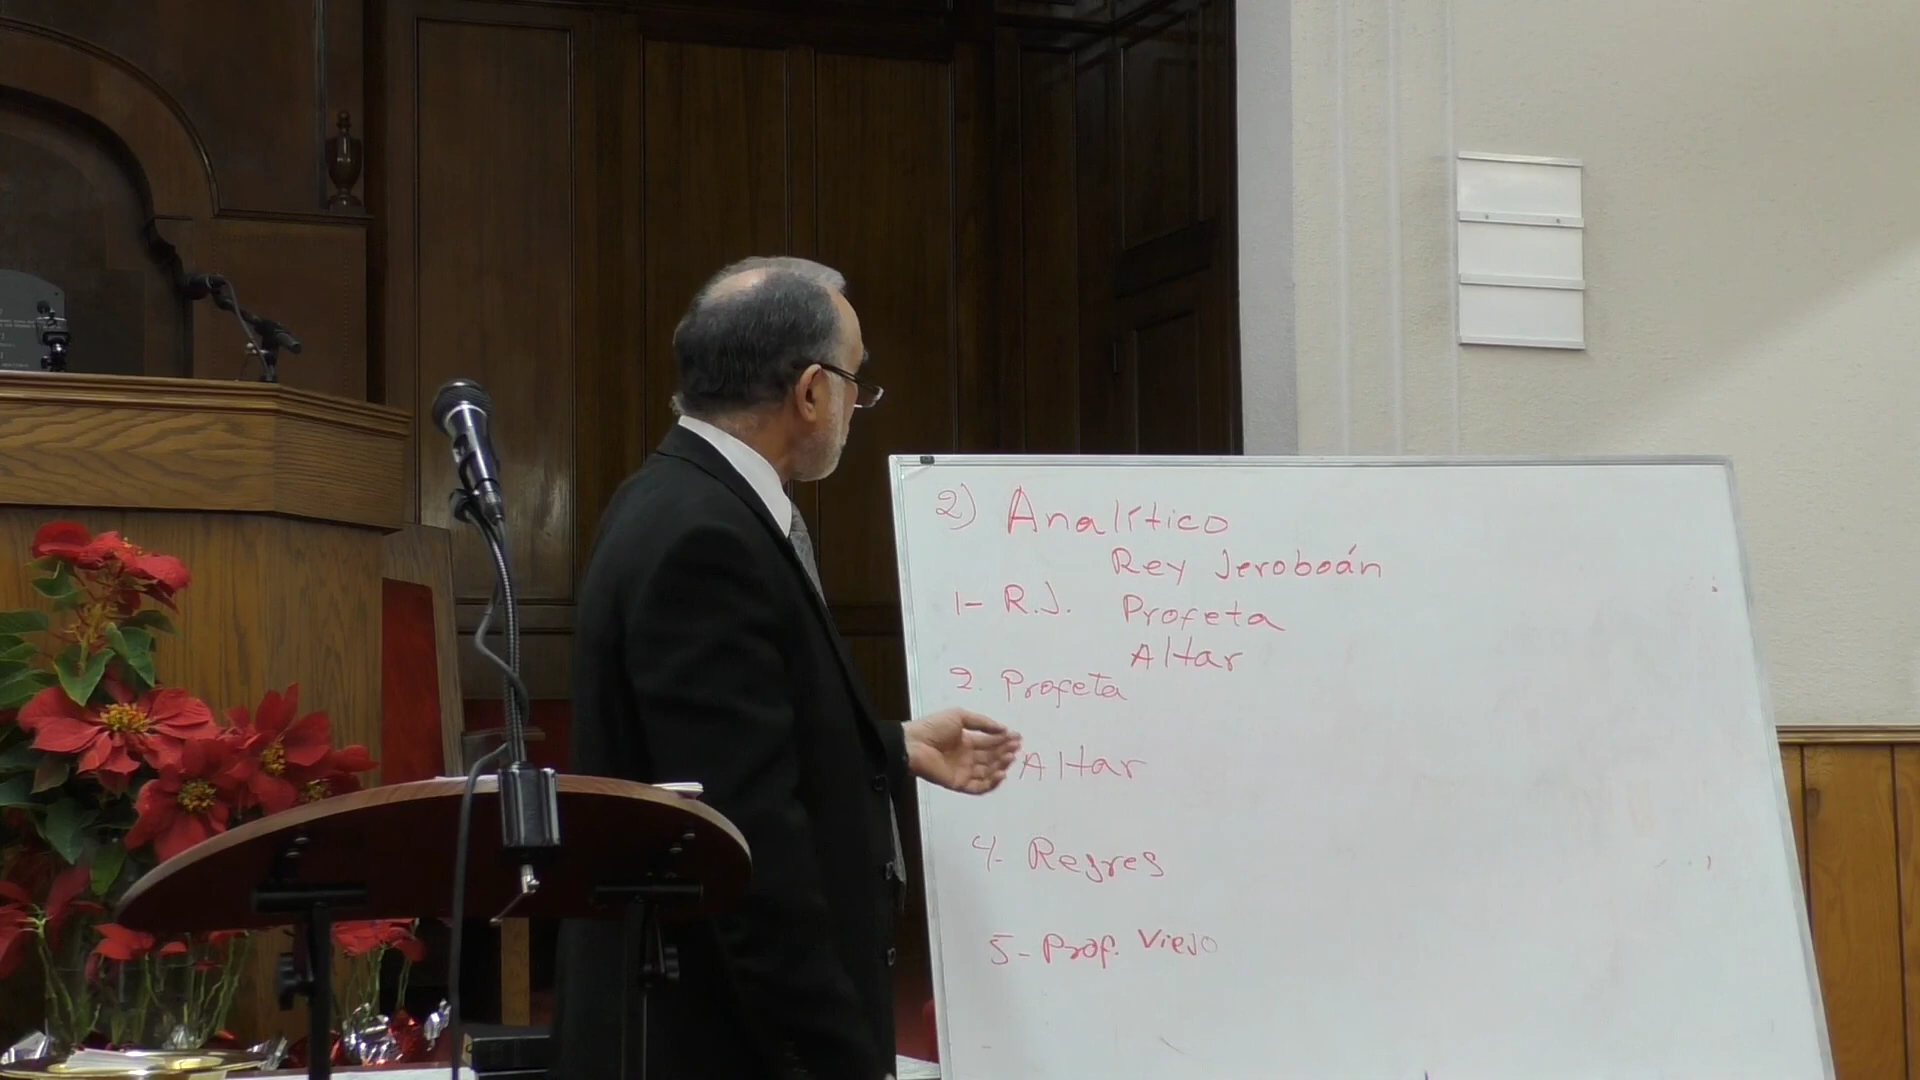 2) Analítico
Rey Jeroboán
1- R.J. Profeta
Altar
2. Profeta
Altar
4- Regres
5- Prof. Viejo